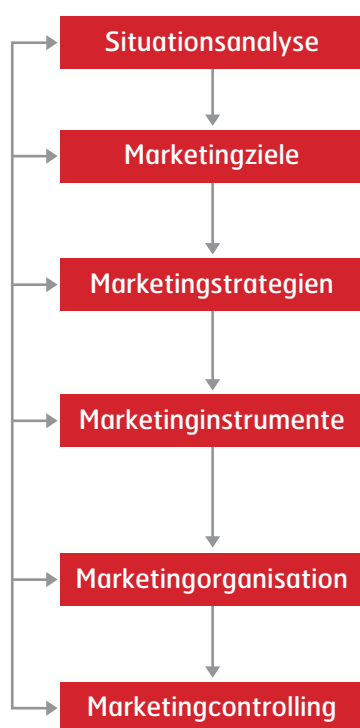 Situationsanalyse
Marketingziele
Marketingstrategien
Marketinginstrumente
Marketingorganisation
Marketingcontrolling